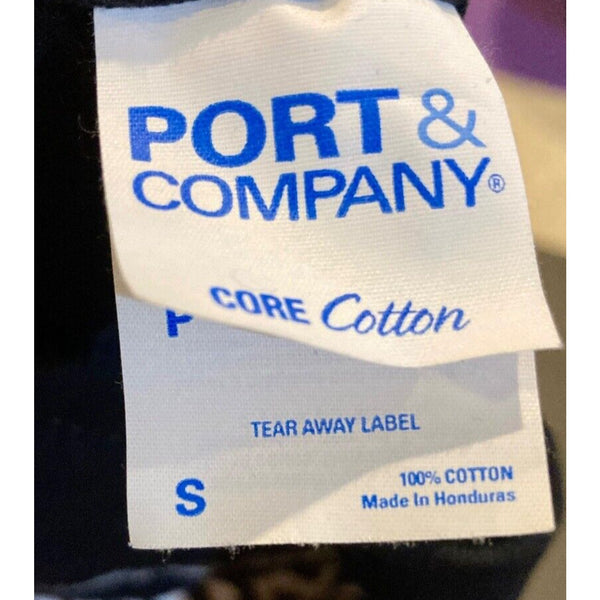 PORT &
COMPANY®
CORE Cotton
P
TEAR AWAY LABEL
S
100% COTTON
Made In Honduras